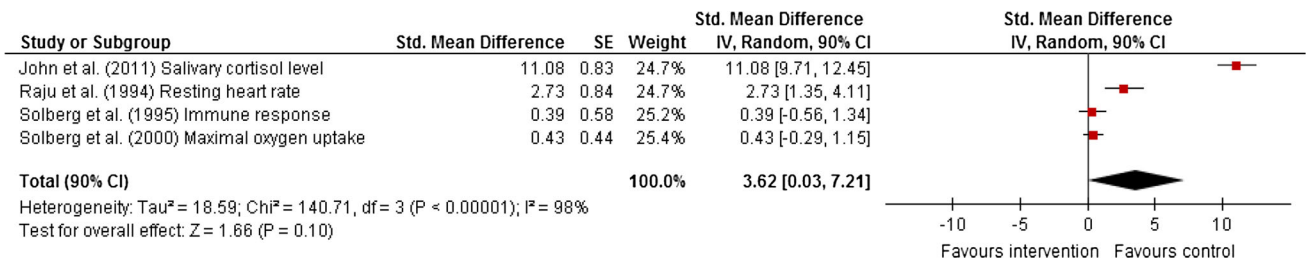 Std. Mean Difference Std. Mean Difference
Study or Subgroup Std. Mean Difference SE Weight IV, Random, 90% CI IV, Random, 90% CI
John et al. (2011) Salivary cortisol level 11.08 0.83 24.7% 11.08 [9.71, 12.45]
Raju et al. (1994) Resting heart rate 2.73 0.84 24.7% 2.73 [1.35, 4.11]
Solberg et al. (1995) Immune response 0.39 0.58 25.2% 0.39 [-0.56, 1.34]
Solberg et al. (2000) Maximal oxygen uptake 0.43 0.44 25.4% 0.43 [-0.29, 1.15]
Total (90% CI) 100.0% 3.62 [0.03, 7.21]
Heterogeneity: Tau² = 18.59; Chi² = 140.71, df = 3 (P < 0.00001); I² = 98%
Test for overall effect: Z = 1.66 (P = 0.10)
-10 -5 0 5 10
Favours intervention Favours control